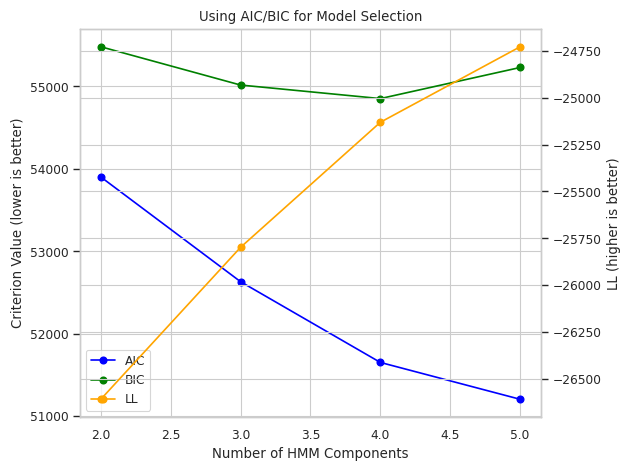 Using AIC/BIC for Model Selection
Criterion Value (lower is better)
55000
54000
53000
52000
51000
−24750
−25000
−25250
−25500
−25750
−26000
−26250
−26500
LL (higher is better)
AIC
BIC
LL
2.0 2.5 3.0 3.5 4.0 4.5 5.0
Number of HMM Components